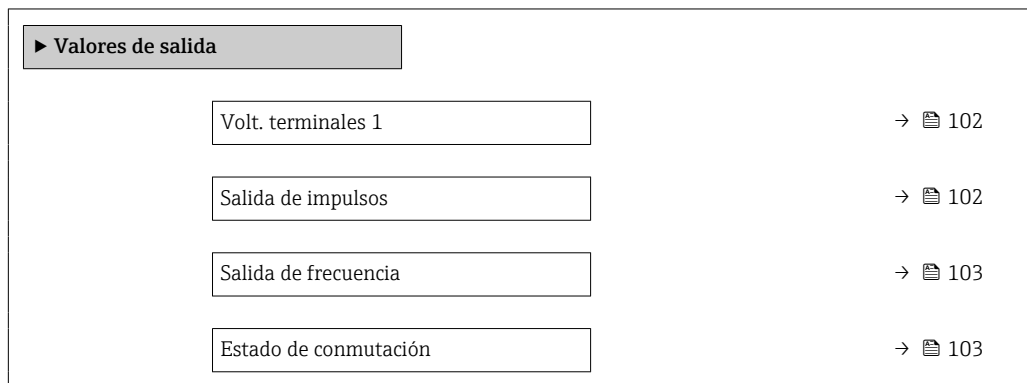 ▶ Valores de salida
Volt. terminales 1 → 102
Salida de impulsos → 102
Salida de frecuencia → 103
Estado de conmutación → 103